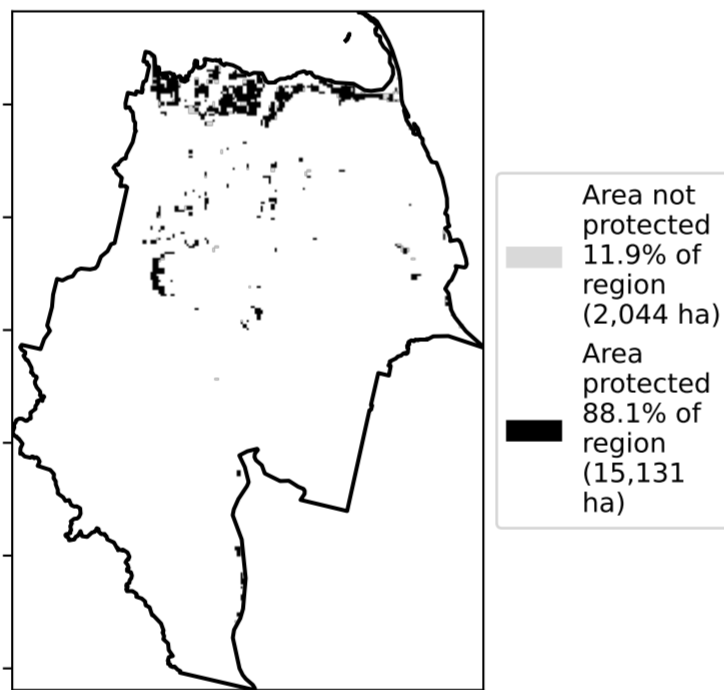 Area not
protected
11.9% of
region
(2,044 ha)
Area
protected
88.1% of
region
(15,131
ha)